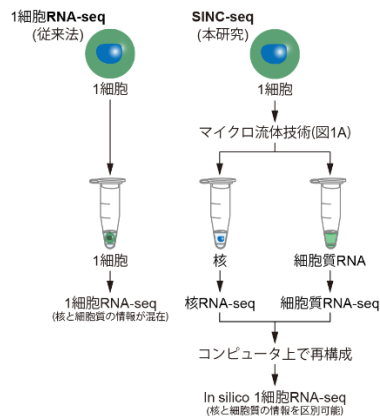 1細胞RNA-seq
(従来法)
1細胞
1細胞
1細胞RNA-seq
(核と細胞質の情報が混在)
SINC-seq
(本研究)
1細胞
マイクロ流体技術(図1A)
核
細胞質RNA
核RNA-seq
細胞質RNA-seq
コンピュータ上で再構成
In silico 1細胞RNA-seq
(核と細胞質の情報を区別可能)